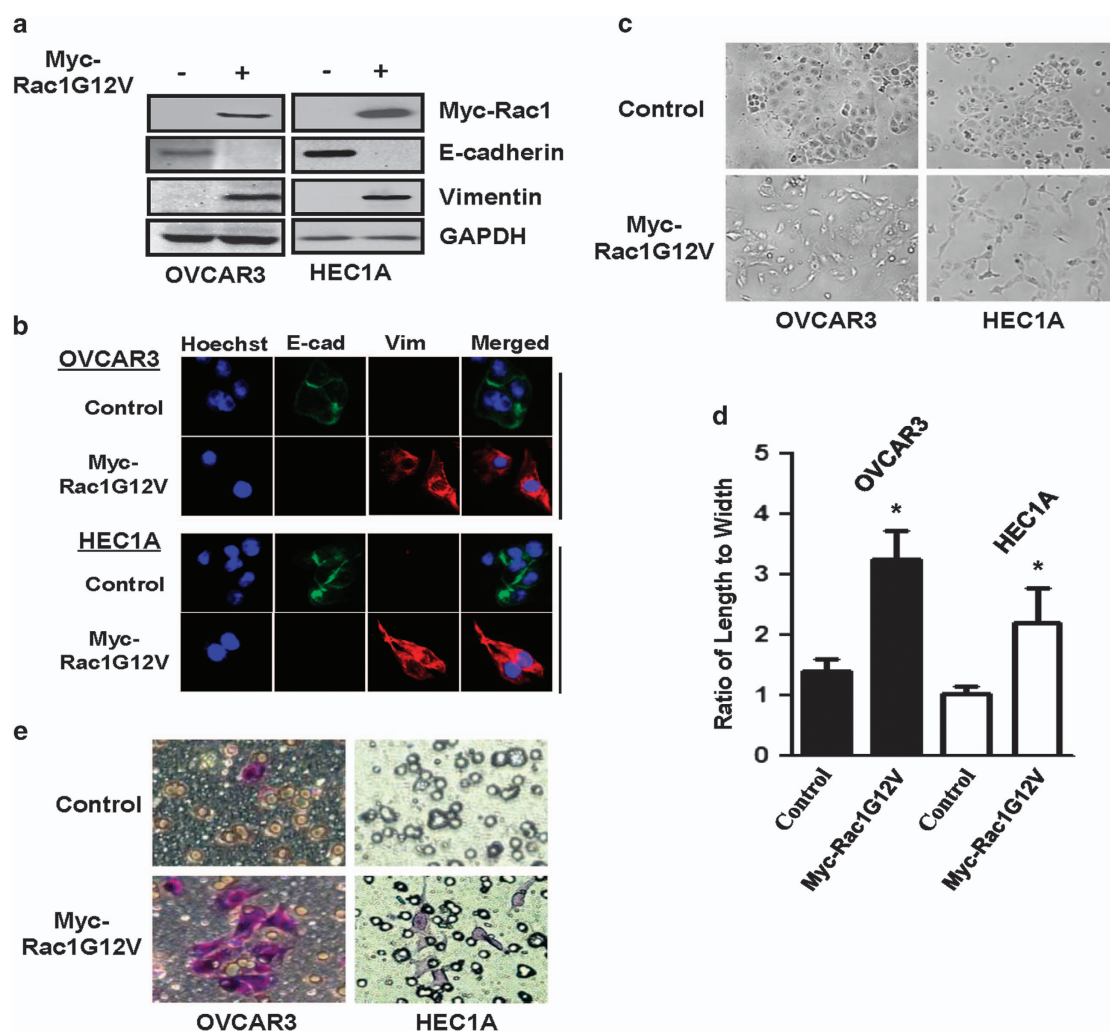 a
Myc-
Rac1G12V
- + - +
Myc-Rac1
E-cadherin
Vimentin
GAPDH
OVCAR3 HEC1A
b
Hoechst E-cad Vim Merged
OVCAR3
Control
Myc-
Rac1G12V
HEC1A
Control
Myc-
Rac1G12V
c
Control
Myc-
Rac1G12V
OVCAR3 HEC1A
d
Ratio of Length to Width
5
4
3
2
1
0
OVCAR3
*
HEC1A
*
Control
Myc-Rac1G12V
Control
Myc-Rac1G12V
e
Control
Myc-
Rac1G12V
OVCAR3 HEC1A